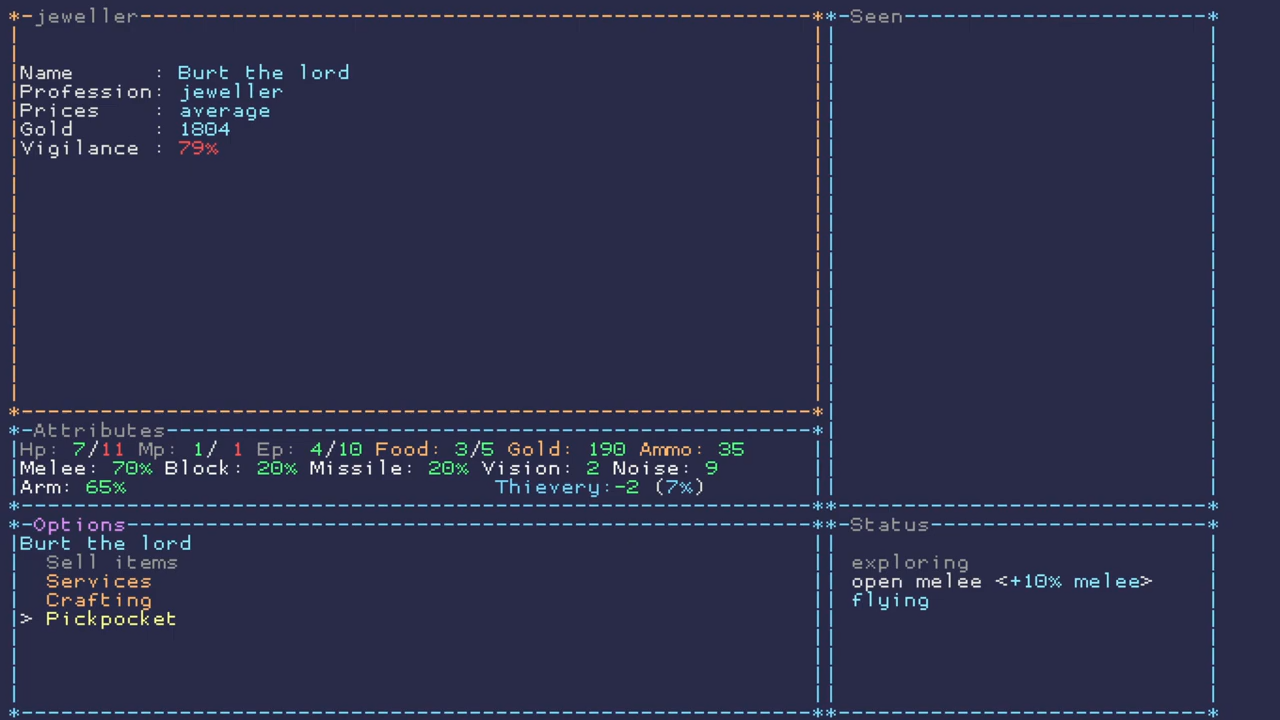 jeweller
Seen
Name : Burt the lord
Profession: jeweller
Prices : average
Gold : 1804
Vigilance : 79%
Attributes
Hp: 7/11 Mp: 1/ 1 Ep: 4/10 Food: 3/5 Gold: 190 Ammo: 35
Melee: 70% Block: 20% Missile: 20% Vision: 2 Noise: 9
Arm: 65% Thievery:-2 (7%)
Options
Burt the lord
Sell items
Services
Crafting
> Pickpocket
Status
exploring
open melee <+10% melee>
flying